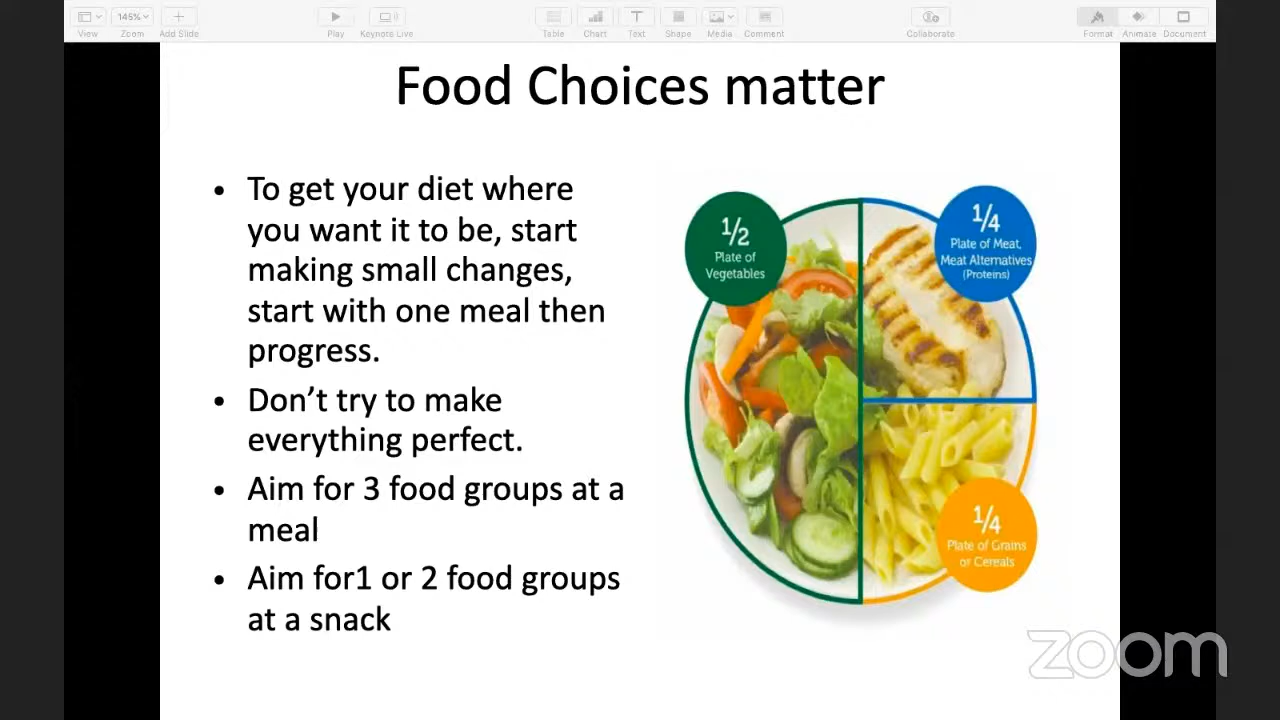 View
145%
Zoom
Add Slide
Play
Keynote Live
Table
Chart
Text
Shape
Media
Comment
Collaborate
Format
Animate
Document
Food Choices matter
• To get your diet where
you want it to be, start
making small changes,
start with one meal then
progress.
• Don’t try to make
everything perfect.
• Aim for 3 food groups at a
meal
• Aim for1 or 2 food groups
at a snack
1/2
Plate of
Vegetables
1/4
Plate of Meat,
Meat Alternatives
(Proteins)
1/4
Plate of Grains
or Cereals
zoom